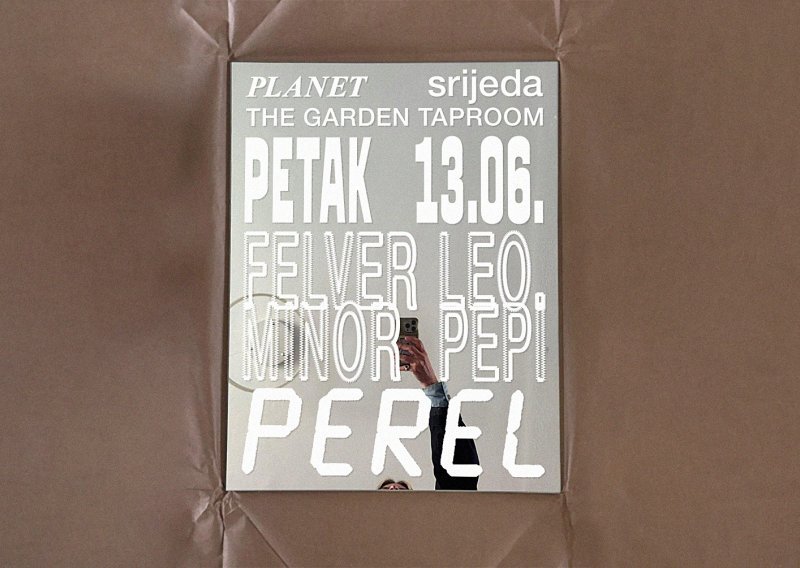 PLANET srijeda
THE GARDEN TAPROOM
PETAK 13.06.
FELVER LEO.
MINOR PEPI
PEREL